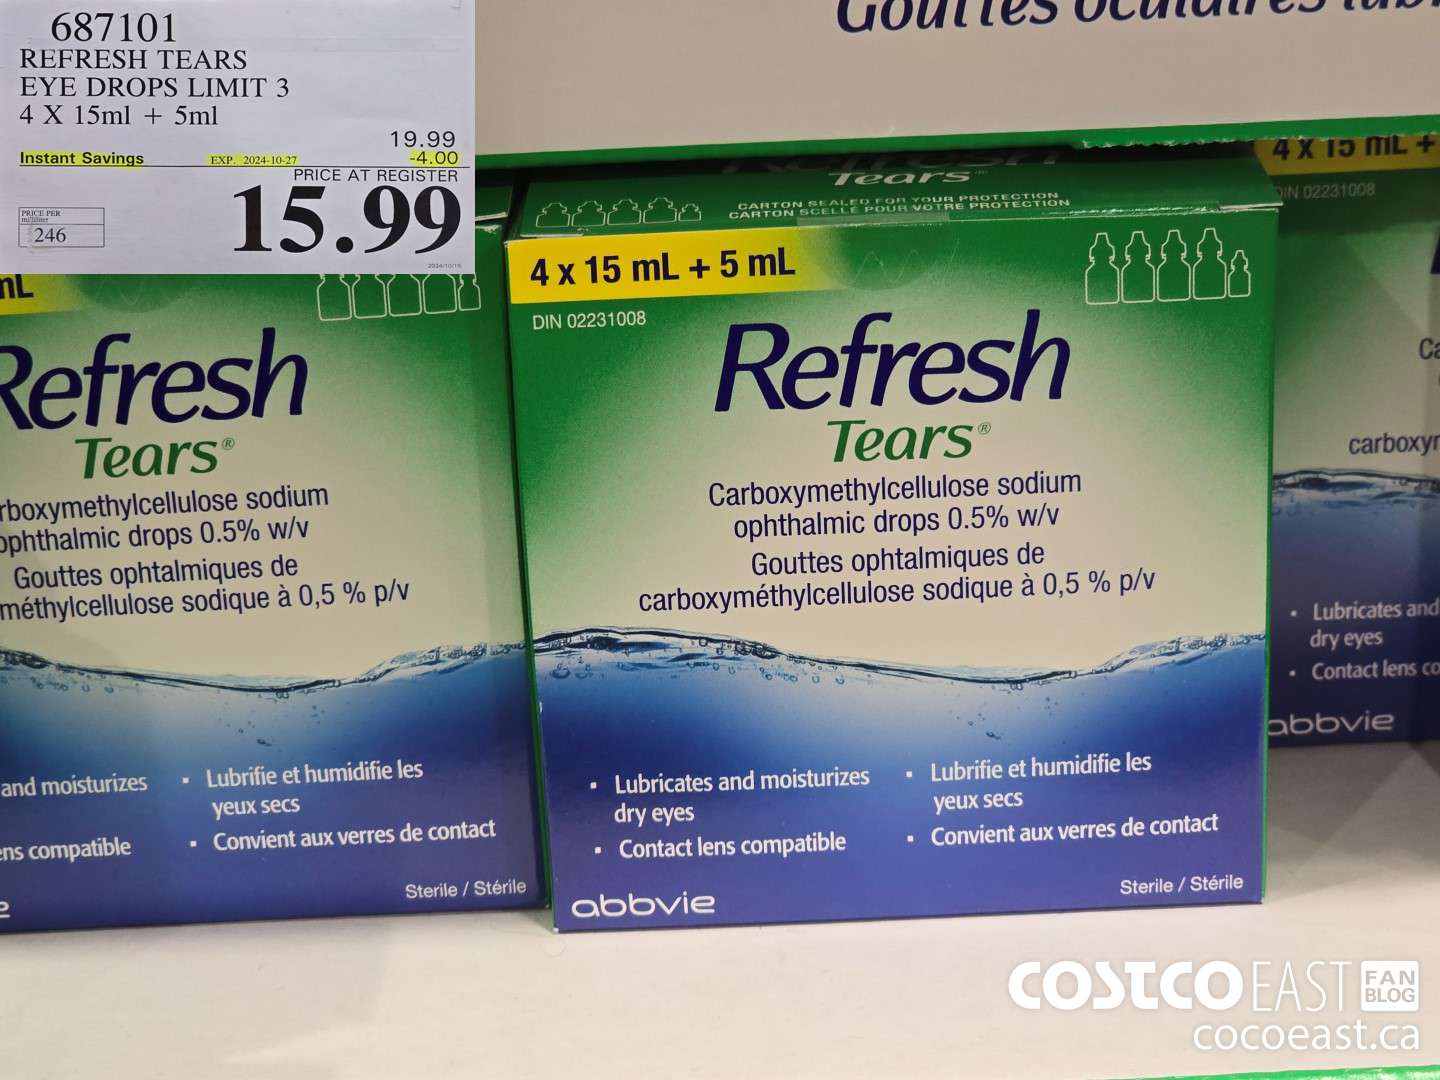 687101
REFRESH TEARS
EYE DROPS LIMIT 3
4 X 15ml + 5ml
19.99
Instant Savings EXP. 2024-10-27 -4.00
PRICE AT REGISTER
PRICE PER
milliliter
246
15.99
Gouttes oculaires
Refresh
Tears
CARTON SEALED FOR YOUR PROTECTION
CARTON SCELLÉ POUR VOTRE PROTECTION
4 x 15 mL + 5 mL
DIN 02231008
Refresh
Tears®
Carboxymethylcellulose sodium
ophthalmic drops 0.5% w/v
Gouttes ophtalmiques de
carboxyméthylcellulose sodique à 0,5 % p/v
▪ Lubricates and moisturizes
dry eyes
▪ Contact lens compatible
▪ Lubrifie et humidifie les
yeux secs
▪ Convient aux verres de contact
abbvie
Sterile / Stérile
mL
Refresh
Tears®
rboxymethylcellulose sodium
ophthalmic drops 0.5% w/v
Gouttes ophtalmiques de
méthylcellulose sodique à 0,5 % p/v
and moisturizes
ens compatible
▪ Lubrifie et humidifie les
yeux secs
▪ Convient aux verres de contact
Sterile / Stérile
4 x 15 mL +
DIN 02231008
Ca
carboxym
▪ Lubricates and
dry eyes
▪ Contact lens co
abbvie
COSTCO EAST FAN BLOG
cocoeast.ca